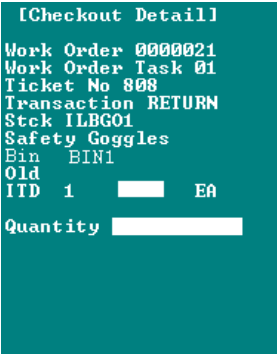 [Checkout Detail]
Work Order 0000021
Work Order Task 01
Ticket No 808
Transaction RETURN
Stck ILBGO1
Safety Goggles
Bin BIN1
Old
ITD 1 EA
Quantity